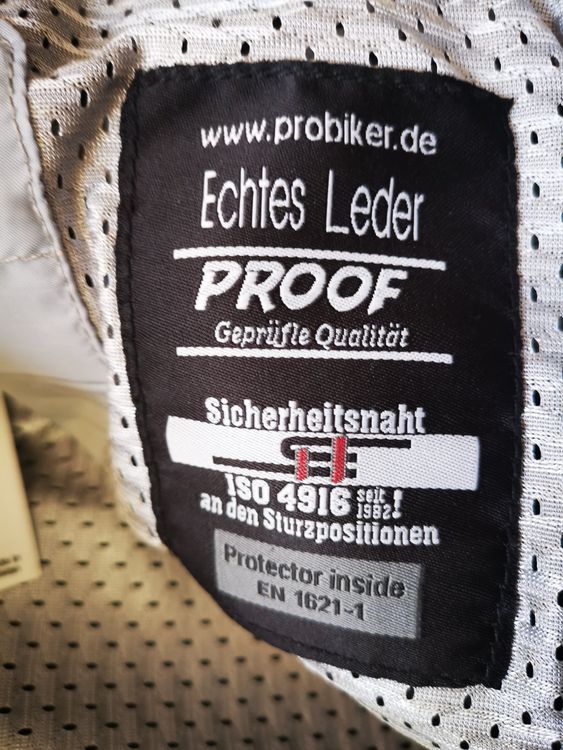 www.probiker.de
Echtes Leder
PROOF
Geprüfle Qualität
Sicherheitsnaht
ISO 4916 seit 1982!
an den Sturzpositionen
Protector inside
EN 1621-1